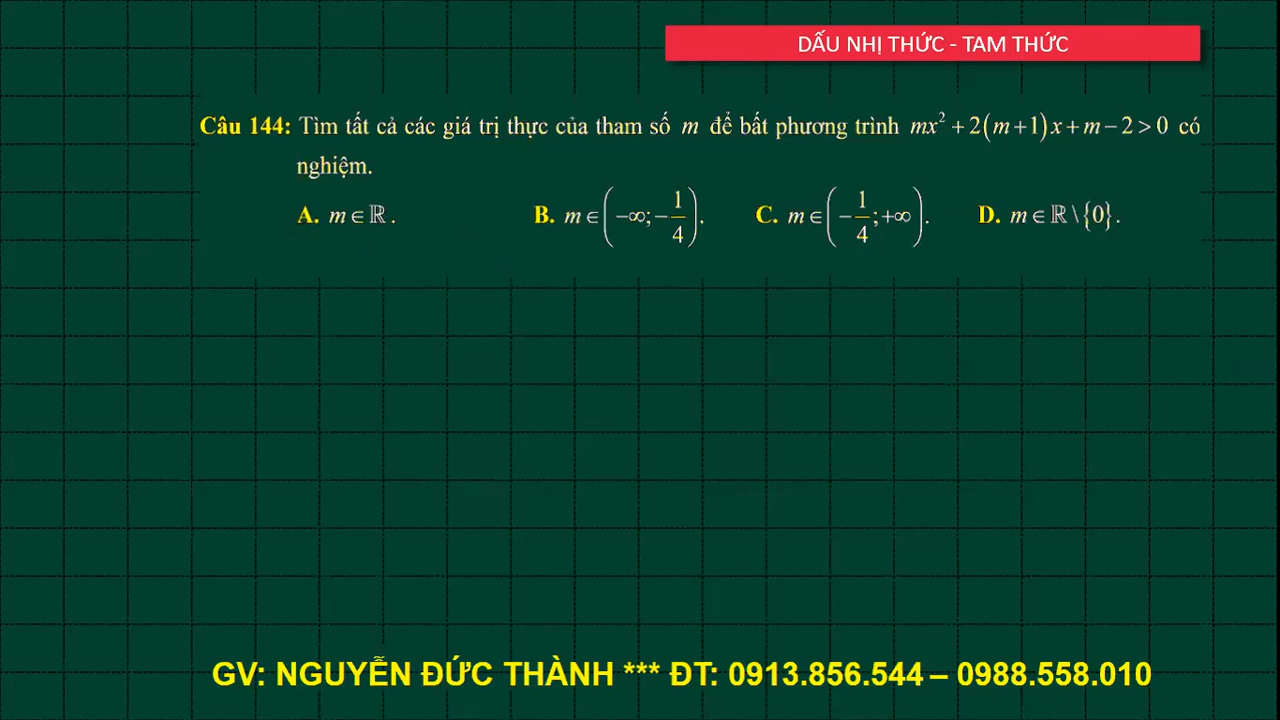 DẤU NHỊ THỨC - TAM THỨC
Câu 144: Tìm tất cả các giá trị thực của tham số m để bất phương trình mx² + 2(m+1)x + m − 2 > 0 có
nghiệm.
A. m ∈ ℝ. B. m ∈ (−∞; −1/4). C. m ∈ (−1/4; +∞). D. m ∈ ℝ \ {0}.
GV: NGUYỄN ĐỨC THÀNH *** ĐT: 0913.856.544 – 0988.558.010